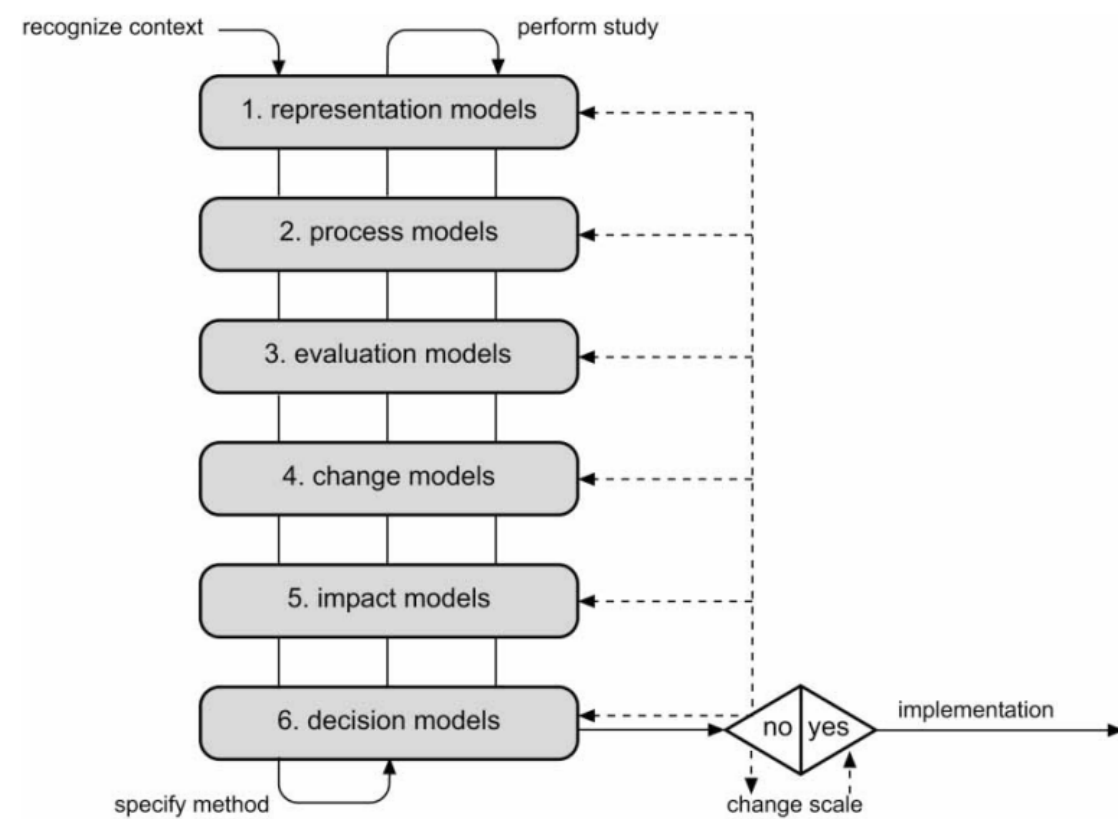 recognize context
perform study
1. representation models
2. process models
3. evaluation models
4. change models
5. impact models
6. decision models
no yes
implementation
specify method
change scale